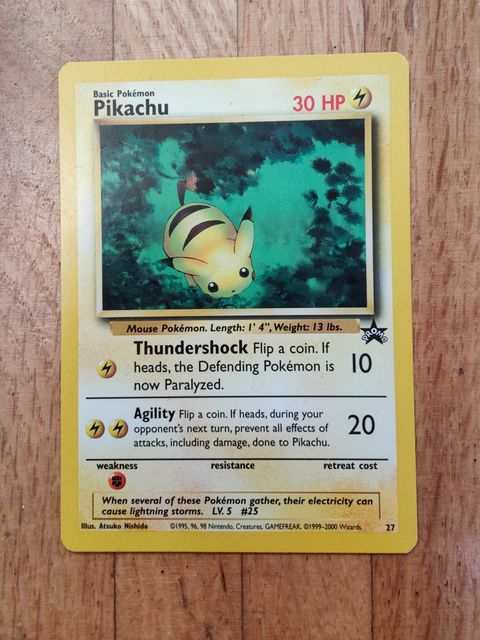 Basic Pokémon
Pikachu
30 HP
Mouse Pokémon. Length: 1' 4", Weight: 13 lbs.
PROMO
Thundershock Flip a coin. If
heads, the Defending Pokémon is
now Paralyzed.
10
Agility Flip a coin. If heads, during your
opponent's next turn, prevent all effects of
attacks, including damage, done to Pikachu.
20
weakness resistance retreat cost
When several of these Pokémon gather, their electricity can
cause lightning storms. LV. 5 #25
Illus. Atsuko Nishida ©1995, 96, 98 Nintendo, Creatures, GAMEFREAK. ©1999–2000 Wizards. 27